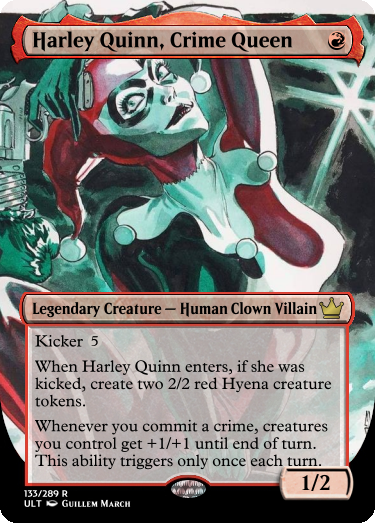 Harley Quinn, Crime Queen
Legendary Creature — Human Clown Villain
Kicker 5
When Harley Quinn enters, if she was
kicked, create two 2/2 red Hyena creature
tokens.
Whenever you commit a crime, creatures
you control get +1/+1 until end of turn.
This ability triggers only once each turn.
1/2
133/289 R
ULT Guillem March